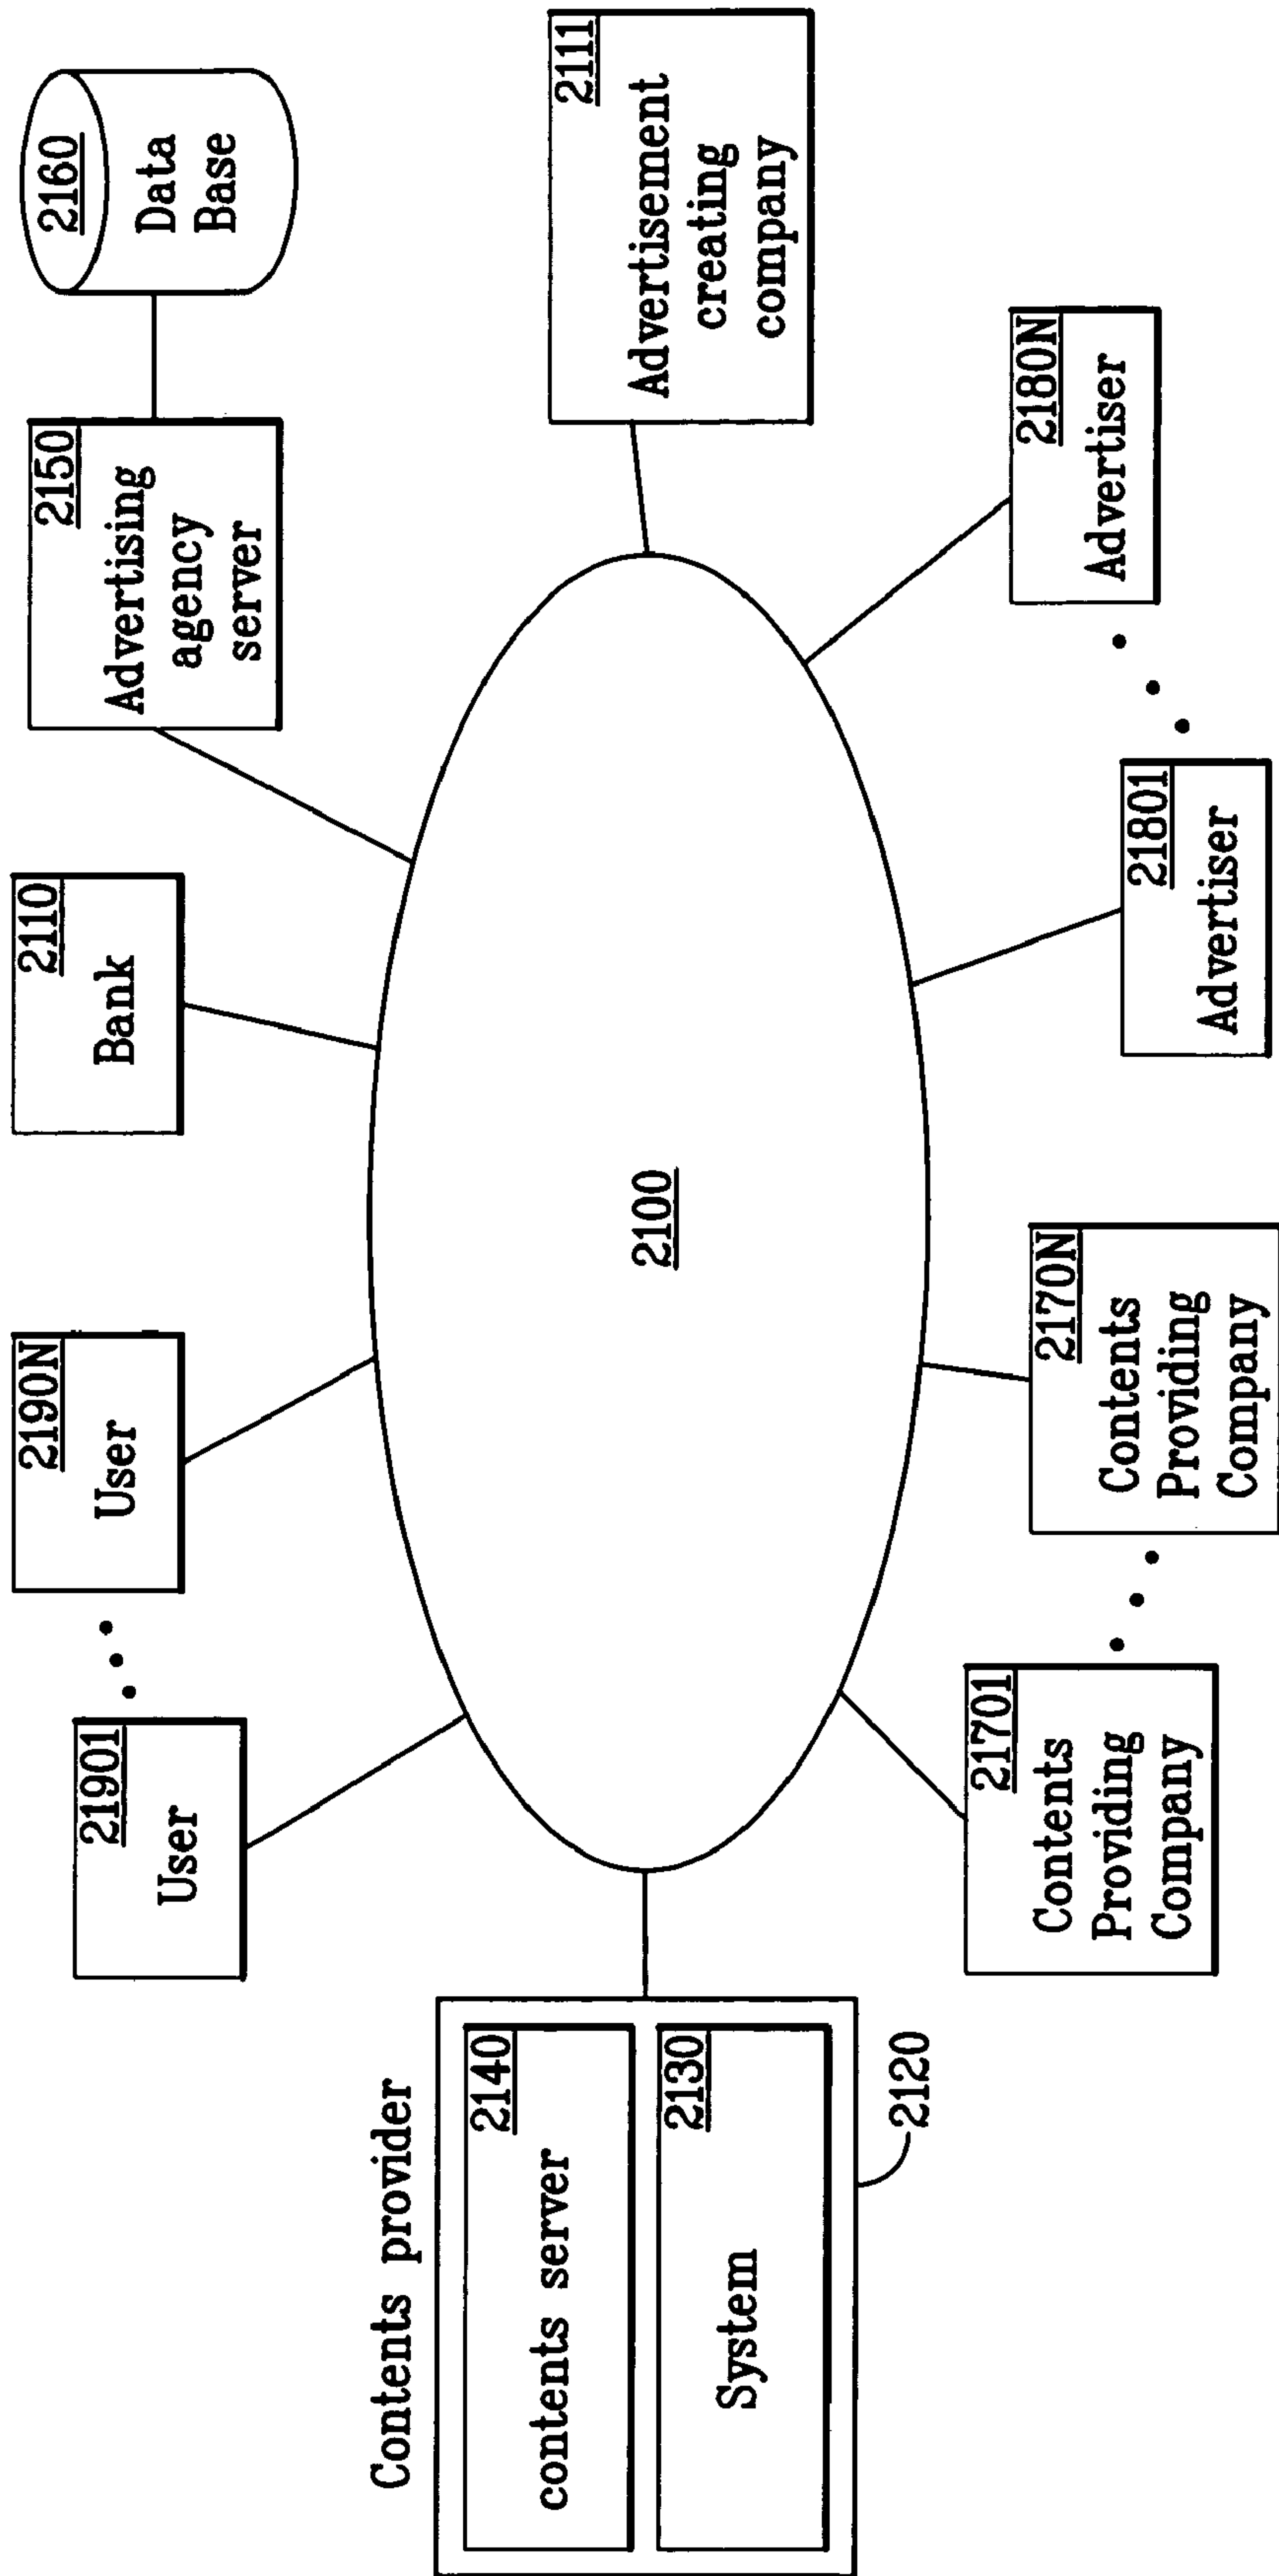 Contents provider
2140
contents server
2130
System
2120
21901
User
2190N
User
2110
Bank
2150
Advertising
agency
server
2160
Data
Base
2100
2111
Advertisement
creating
company
21701
Contents
Providing
Company
2170N
Contents
Providing
Company
21801
Advertiser
2180N
Advertiser